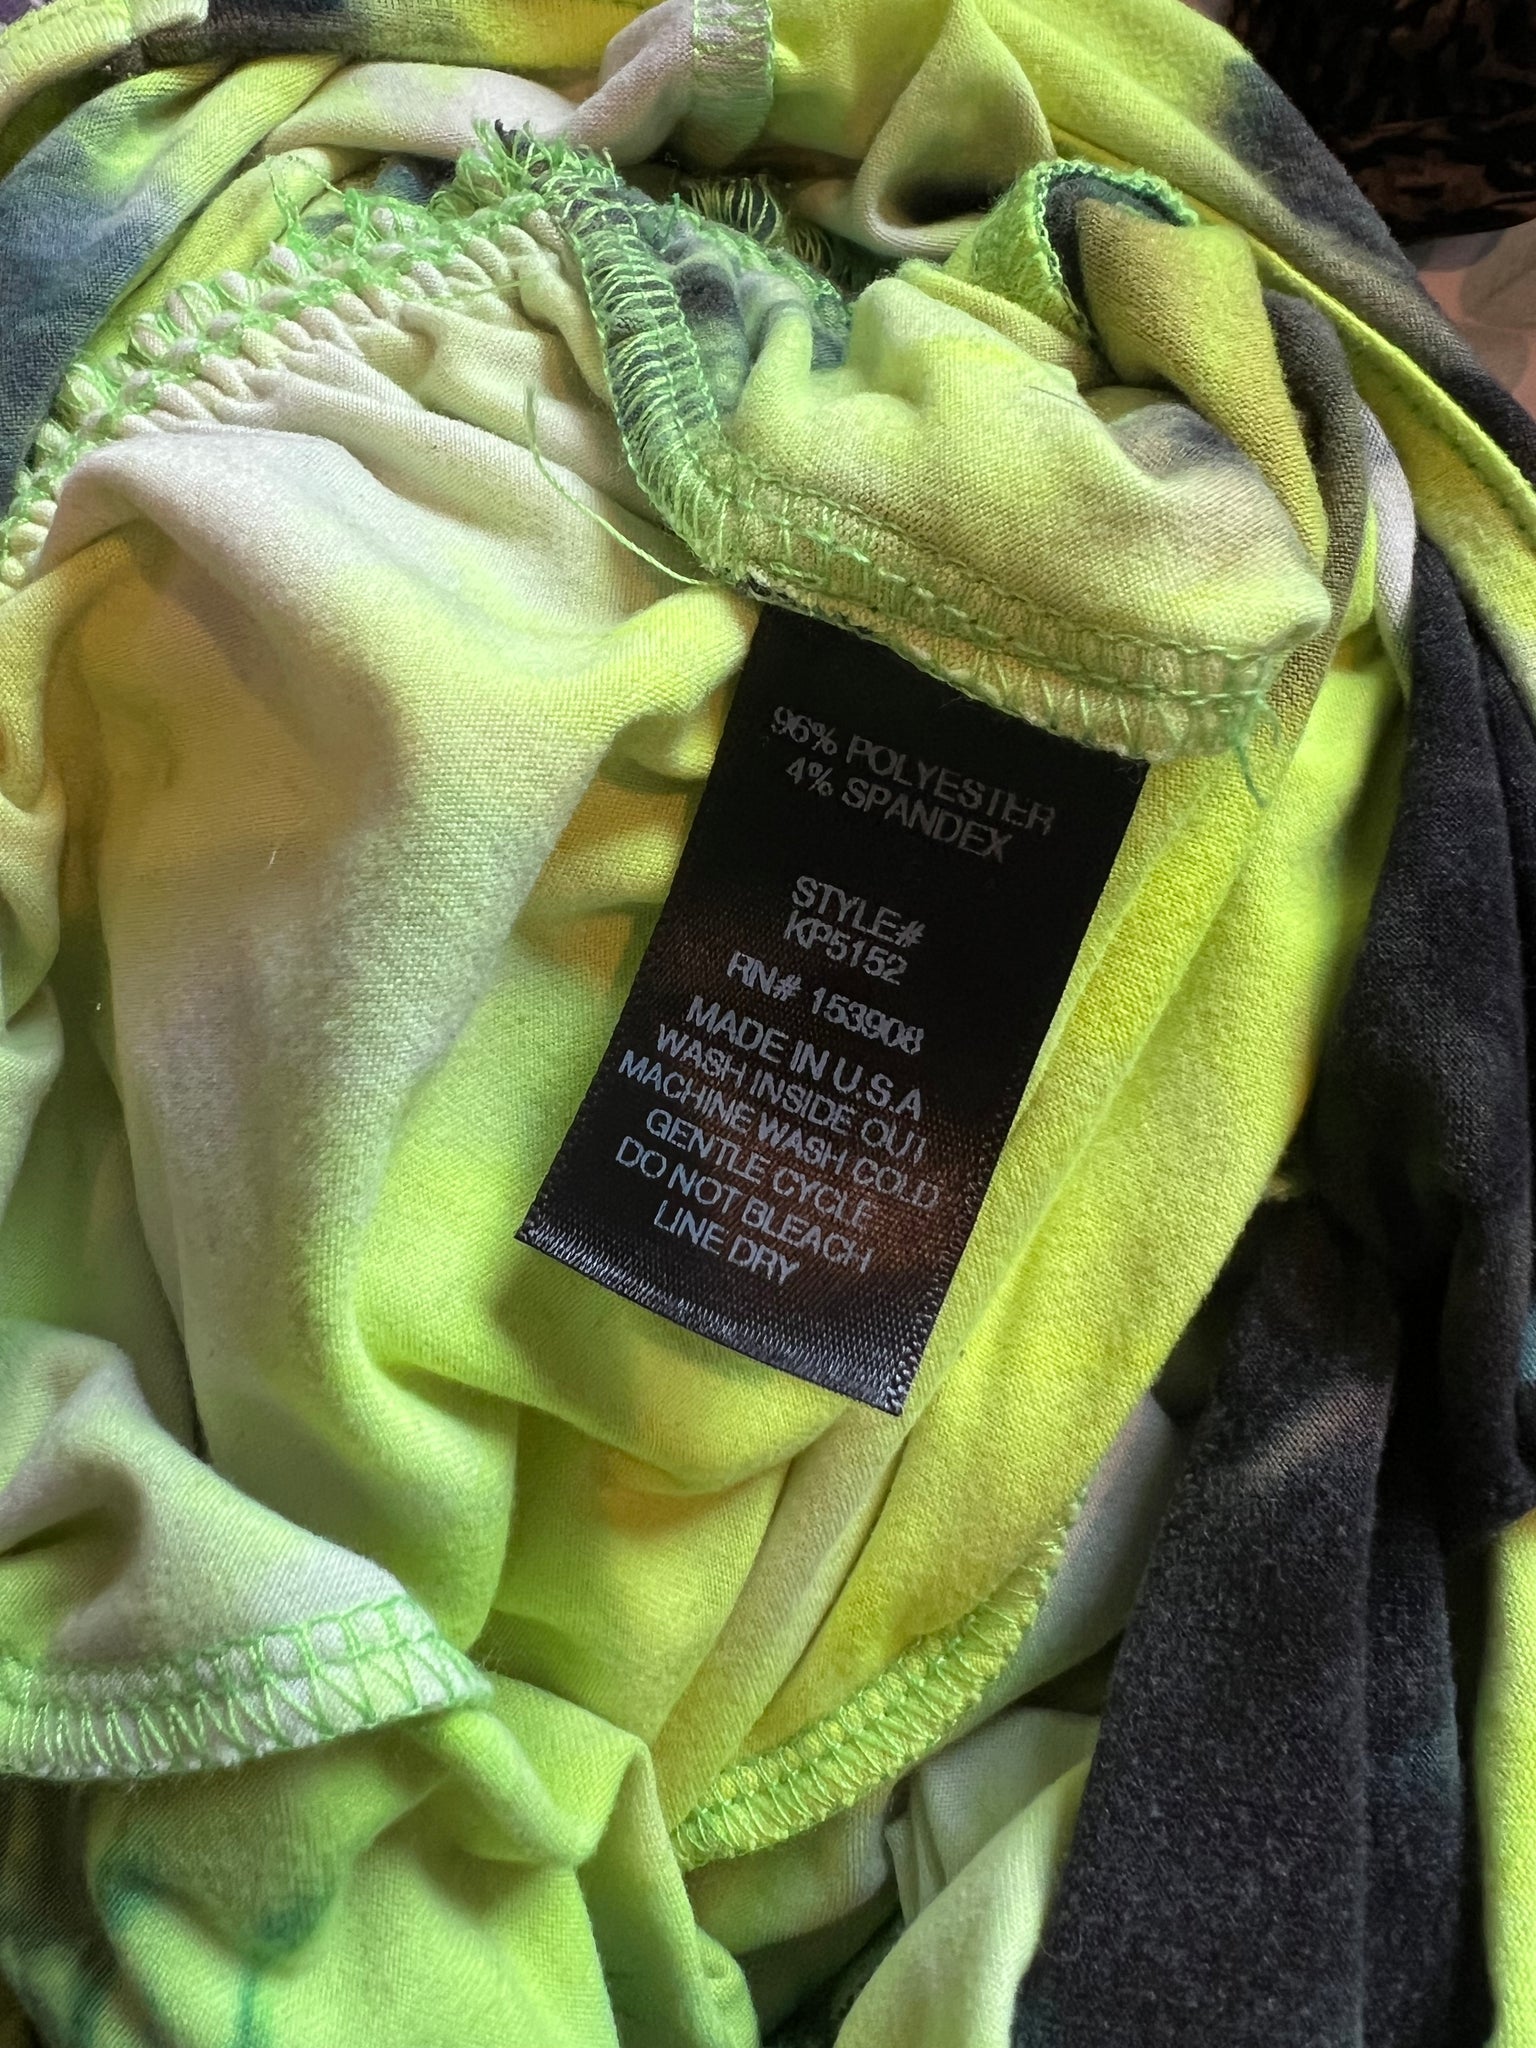 96% POLYESTER
4% SPANDEX
STYLE#
KP5152
RN# 153908
MADE IN U.S.A
WASH INSIDE OUT
MACHINE WASH COLD
GENTLE CYCLE
DO NOT BLEACH
LINE DRY